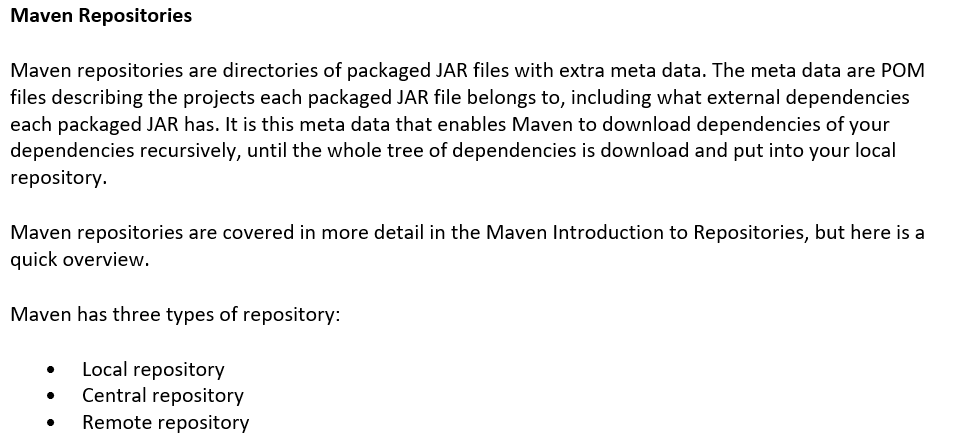 Maven Repositories
Maven repositories are directories of packaged JAR files with extra meta data. The meta data are POM
files describing the projects each packaged JAR file belongs to, including what external dependencies
each packaged JAR has. It is this meta data that enables Maven to download dependencies of your
dependencies recursively, until the whole tree of dependencies is download and put into your local
repository.
Maven repositories are covered in more detail in the Maven Introduction to Repositories, but here is a
quick overview.
Maven has three types of repository:
• Local repository
• Central repository
• Remote repository